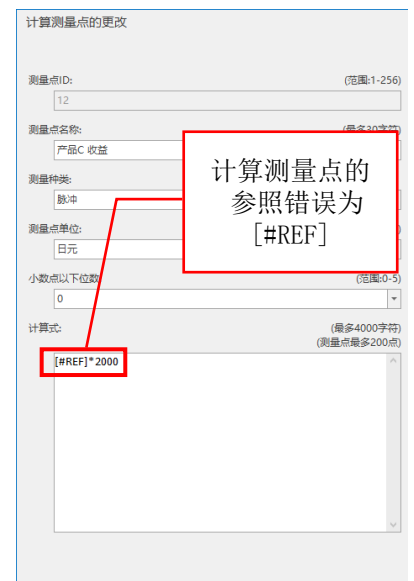 计算测量点的更改
测量点ID:
(范围:1-256)
12
测量点名称:
产品C 收益
计算测量点的
参照错误为
[#REF]
测量种类:
脉冲
测量点单位:
日元
小数点以下位数
(范围:0-5)
0
计算式:
(最多4000字符)
(测量点最多200点)
[#REF]*2000